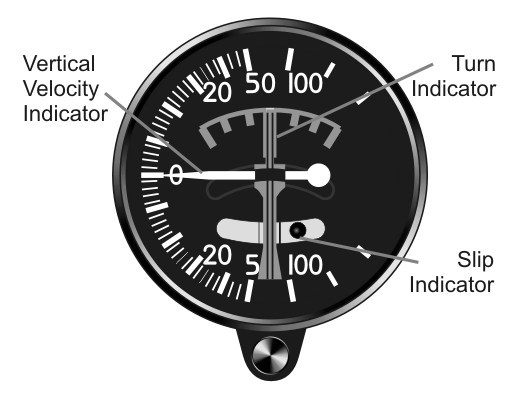 Vertical
Velocity
Indicator
Turn
Indicator
20 50 100
0
20 5 100
Slip
Indicator